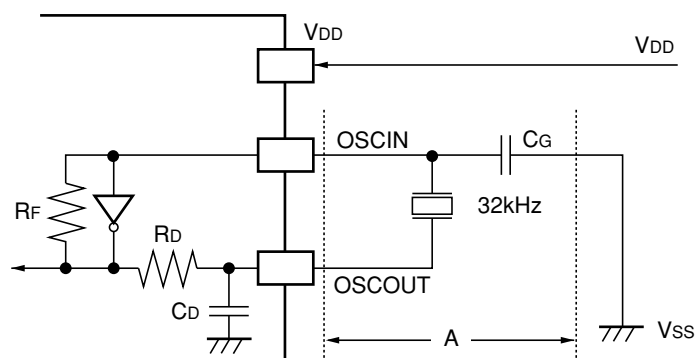 VDD
VDD
OSCIN
CG
RF
32kHz
RD
OSCOUT
CD
A
VSS